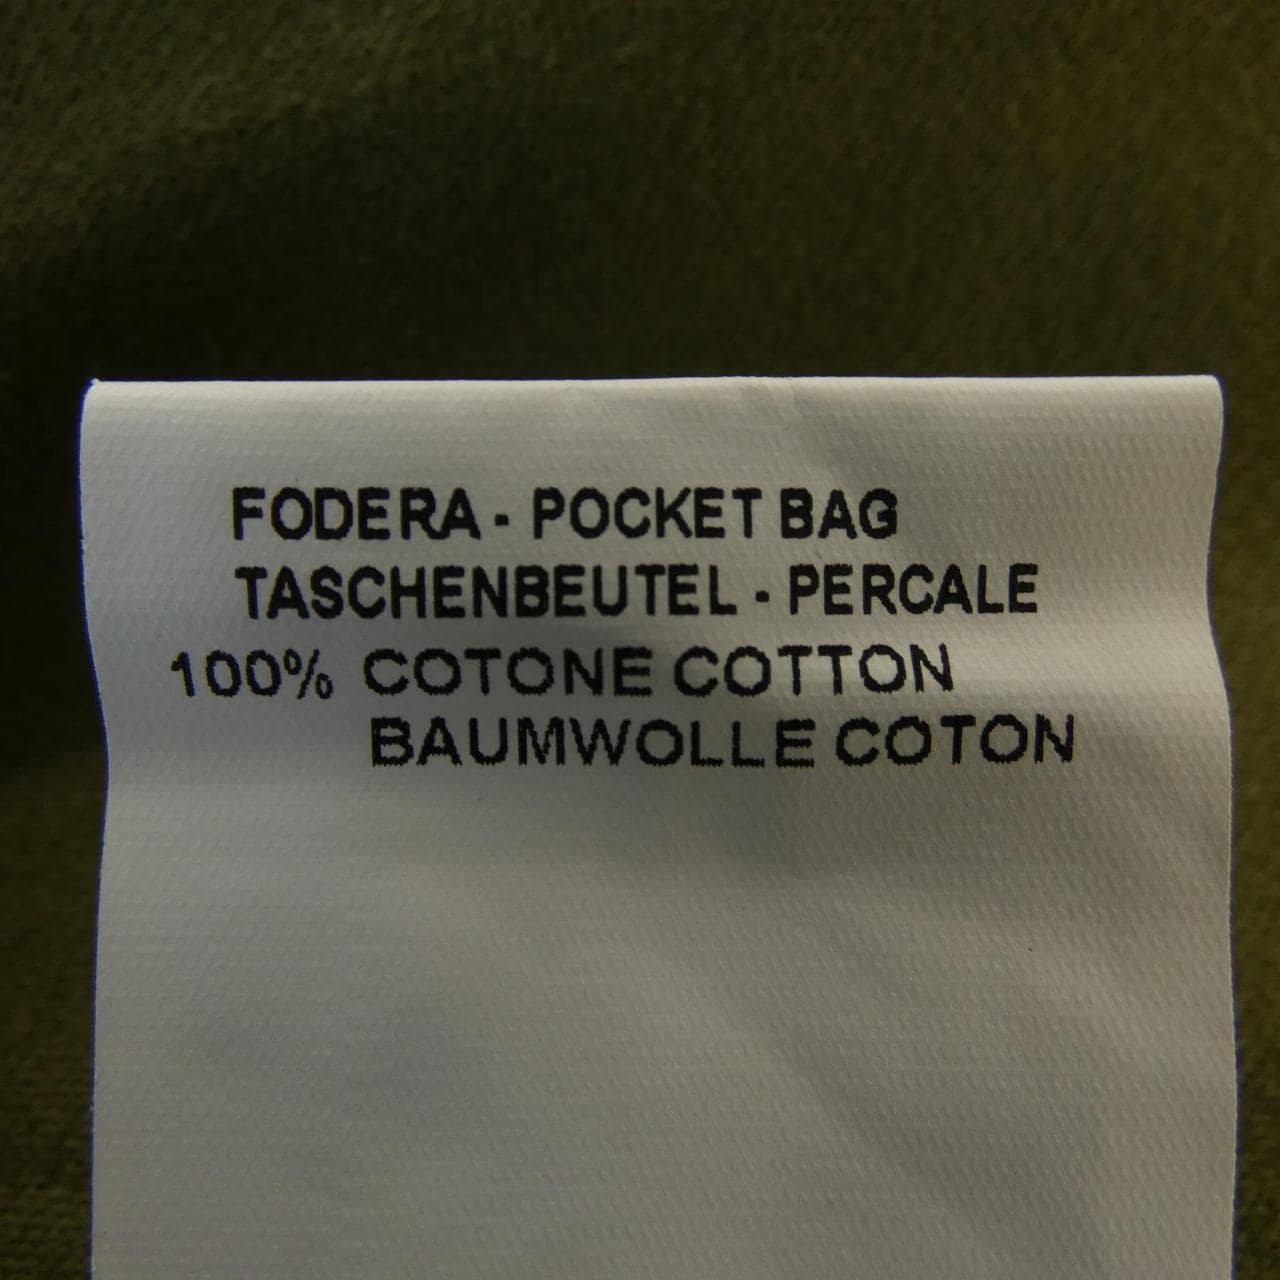 FODERA - POCKET BAG
TASCHENBEUTEL - PERCALE
100% COTONE COTTON
BAUMWOLLE COTON